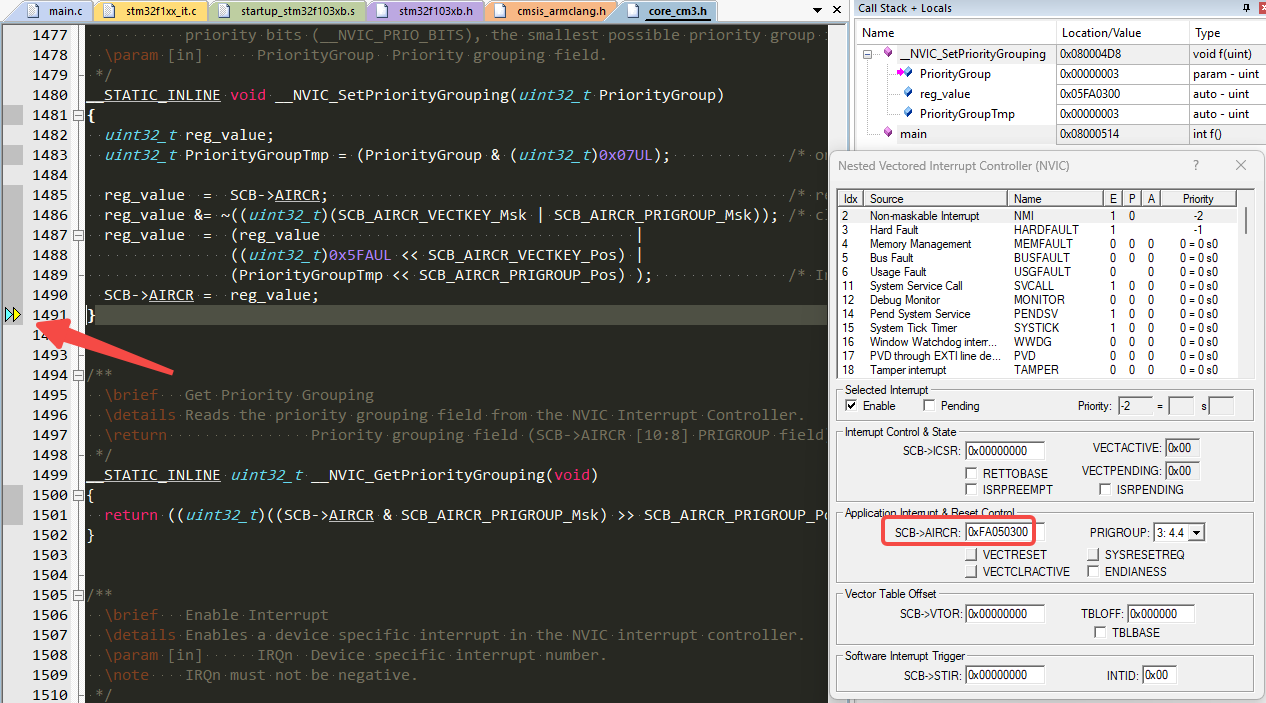 main.c
stm32f1xx_it.c
startup_stm32f103xb.s
stm32f103xb.h
cmsis_armclang.h
core_cm3.h
1477 priority bits (__NVIC_PRIO_BITS), the smallest possible priority group i
1478 \param [in] PriorityGroup Priority grouping field.
1479 */
1480 __STATIC_INLINE void __NVIC_SetPriorityGrouping(uint32_t PriorityGroup)
1481 {
1482 uint32_t reg_value;
1483 uint32_t PriorityGroupTmp = (PriorityGroup & (uint32_t)0x07UL); /* on
1484
1485 reg_value = SCB->AIRCR; /* re
1486 reg_value &= ~((uint32_t)(SCB_AIRCR_VECTKEY_Msk | SCB_AIRCR_PRIGROUP_Msk)); /* cl
1487 reg_value = (reg_value |
1488 ((uint32_t)0x5FAUL << SCB_AIRCR_VECTKEY_Pos) |
1489 (PriorityGroupTmp << SCB_AIRCR_PRIGROUP_Pos) ); /* In
1490 SCB->AIRCR = reg_value;
1491 }
1493
1494 /**
1495 \brief Get Priority Grouping
1496 \details Reads the priority grouping field from the NVIC Interrupt Controller.
1497 \return Priority grouping field (SCB->AIRCR [10:8] PRIGROUP field
1498 */
1499 __STATIC_INLINE uint32_t __NVIC_GetPriorityGrouping(void)
1500 {
1501 return ((uint32_t)((SCB->AIRCR & SCB_AIRCR_PRIGROUP_Msk) >> SCB_AIRCR_PRIGROUP_Po
1502 }
1503
1504
1505 /**
1506 \brief Enable Interrupt
1507 \details Enables a device specific interrupt in the NVIC interrupt controller.
1508 \param [in] IRQn Device specific interrupt number.
1509 \note IRQn must not be negative.
1510 */
Call Stack + Locals
Name Location/Value Type
__NVIC_SetPriorityGrouping 0x080004D8 void f(uint)
PriorityGroup 0x00000003 param - uint
reg_value 0x05FA0300 auto - uint
PriorityGroupTmp 0x00000003 auto - uint
main 0x08000514 int f()
Nested Vectored Interrupt Controller (NVIC) ?
Idx Source Name E P A Priority
2 Non-maskable Interrupt NMI 1 0 -2
3 Hard Fault HARDFAULT 1 -1
4 Memory Management MEMFAULT 0 0 0 0 = 0 s0
5 Bus Fault BUSFAULT 0 0 0 0 = 0 s0
6 Usage Fault USGFAULT 0 0 0 0 = 0 s0
11 System Service Call SVCALL 1 0 0 0 = 0 s0
12 Debug Monitor MONITOR 0 0 0 0 = 0 s0
14 Pend System Service PENDSV 1 0 0 0 = 0 s0
15 System Tick Timer SYSTICK 1 0 0 0 = 0 s0
16 Window Watchdog interr... WWDG 0 0 0 0 = 0 s0
17 PVD through EXTI line de... PVD 0 0 0 0 = 0 s0
18 Tamper interrupt TAMPER 0 0 0 0 = 0 s0
Selected Interrupt
Enable Pending Priority: -2 = s
Interrupt Control & State
SCB->ICSR: 0x00000000 VECTACTIVE: 0x00
RETTOBASE VECTPENDING: 0x00
ISRPREEMPT ISRPENDING
Application Interrupt & Reset Control
SCB->AIRCR: 0xFA050300 PRIGROUP: 3: 4.4
VECTRESET SYSRESETREQ
VECTCLRACTIVE ENDIANESS
Vector Table Offset
SCB->VTOR: 0x00000000 TBLOFF: 0x000000
TBLBASE
Software Interrupt Trigger
SCB->STIR: 0x00000000 INTID: 0x00